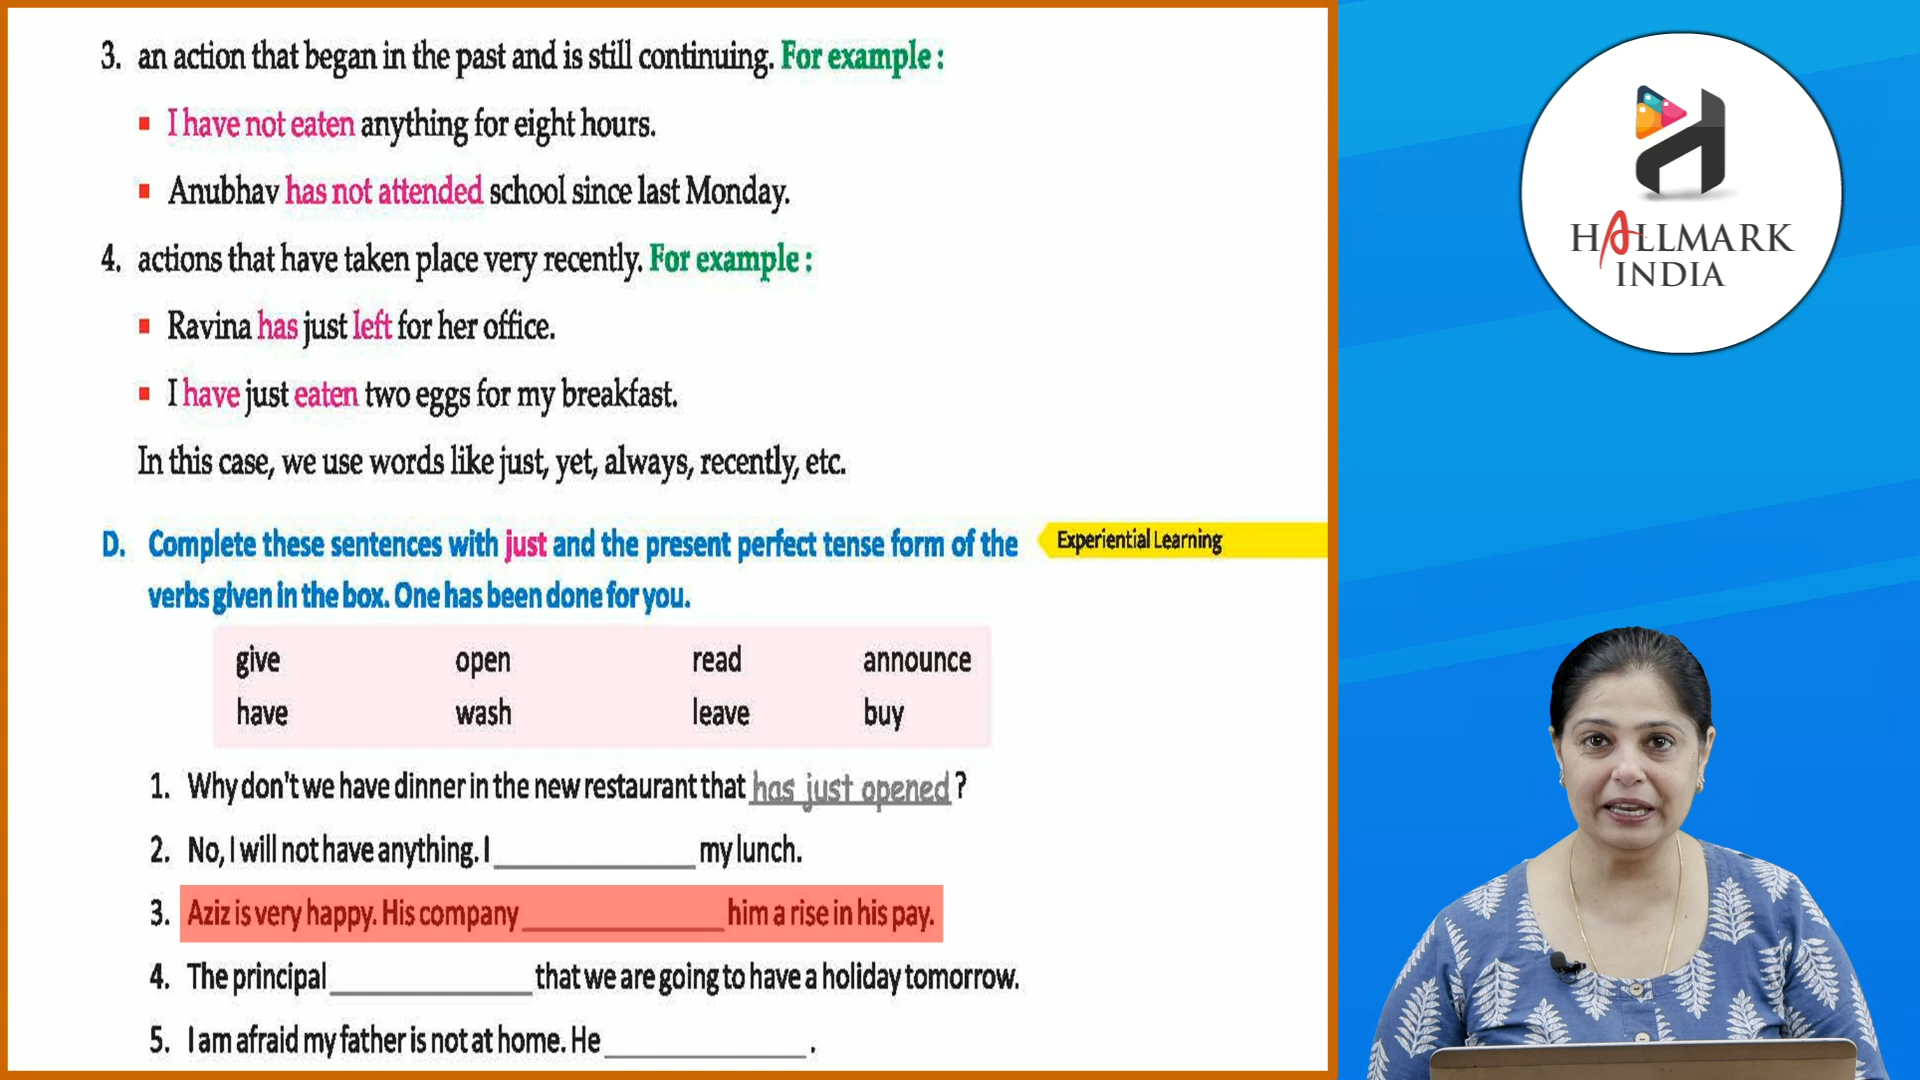 3. an action that began in the past and is still continuing. For example :
▪ I have not eaten anything for eight hours.
▪ Anubhav has not attended school since last Monday.
4. actions that have taken place very recently. For example :
▪ Ravina has just left for her office.
▪ I have just eaten two eggs for my breakfast.
In this case, we use words like just, yet, always, recently, etc.
D. Complete these sentences with just and the present perfect tense form of the
verbs given in the box. One has been done for you.
Experiential Learning
give open read announce
have wash leave buy
1. Why don't we have dinner in the new restaurant that has just opened ?
2. No, I will not have anything. I ____________ my lunch.
3. Aziz is very happy. His company ____________ him a rise in his pay.
4. The principal ____________ that we are going to have a holiday tomorrow.
5. I am afraid my father is not at home. He ____________ .
HALLMARK
INDIA